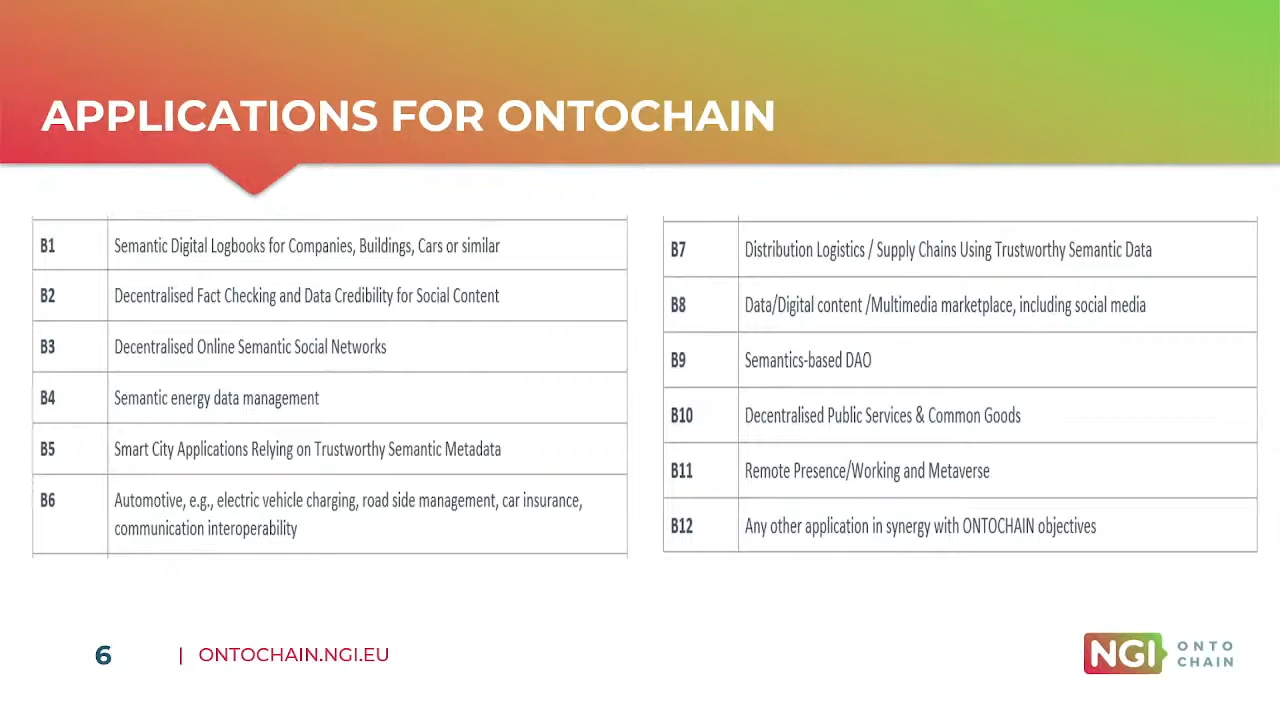 APPLICATIONS FOR ONTOCHAIN
B1 Semantic Digital Logbooks for Companies, Buildings, Cars or similar
B2 Decentralised Fact Checking and Data Credibility for Social Content
B3 Decentralised Online Semantic Social Networks
B4 Semantic energy data management
B5 Smart City Applications Relying on Trustworthy Semantic Metadata
B6 Automotive, e.g., electric vehicle charging, road side management, car insurance,
communication interoperability
B7 Distribution Logistics / Supply Chains Using Trustworthy Semantic Data
B8 Data/Digital content /Multimedia marketplace, including social media
B9 Semantics-based DAO
B10 Decentralised Public Services & Common Goods
B11 Remote Presence/Working and Metaverse
B12 Any other application in synergy with ONTOCHAIN objectives
6 | ONTOCHAIN.NGI.EU
NGI
ONTO
CHAIN